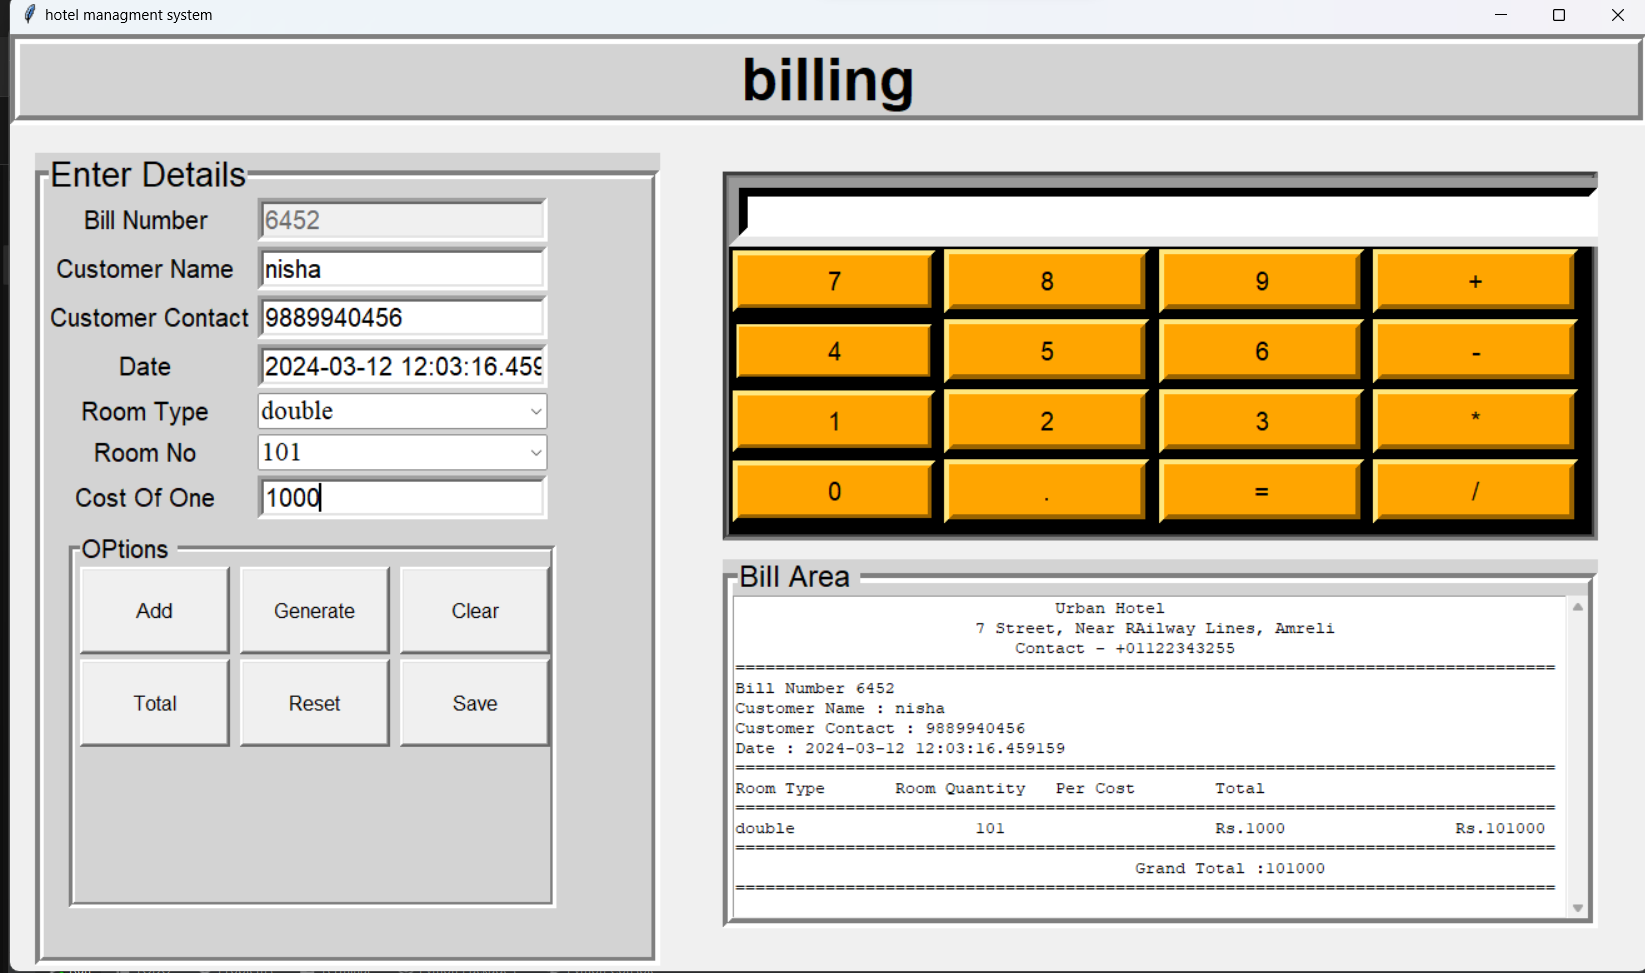 hotel managment system
billing
Enter Details
Bill Number 6452
Customer Name nisha
Customer Contact 9889940456
Date 2024-03-12 12:03:16.459
Room Type double
Room No 101
Cost Of One 1000
OPtions
Add Generate Clear
Total Reset Save
7 8 9 +
4 5 6 -
1 2 3 *
0 . = /
Bill Area
Urban Hotel
7 Street, Near RAilway Lines, Amreli
Contact - +01122343255
==================================================================================
Bill Number 6452
Customer Name : nisha
Customer Contact : 9889940456
Date : 2024-03-12 12:03:16.459159
==================================================================================
Room Type Room Quantity Per Cost Total
==================================================================================
double 101 Rs.1000 Rs.101000
==================================================================================
Grand Total :101000
==================================================================================